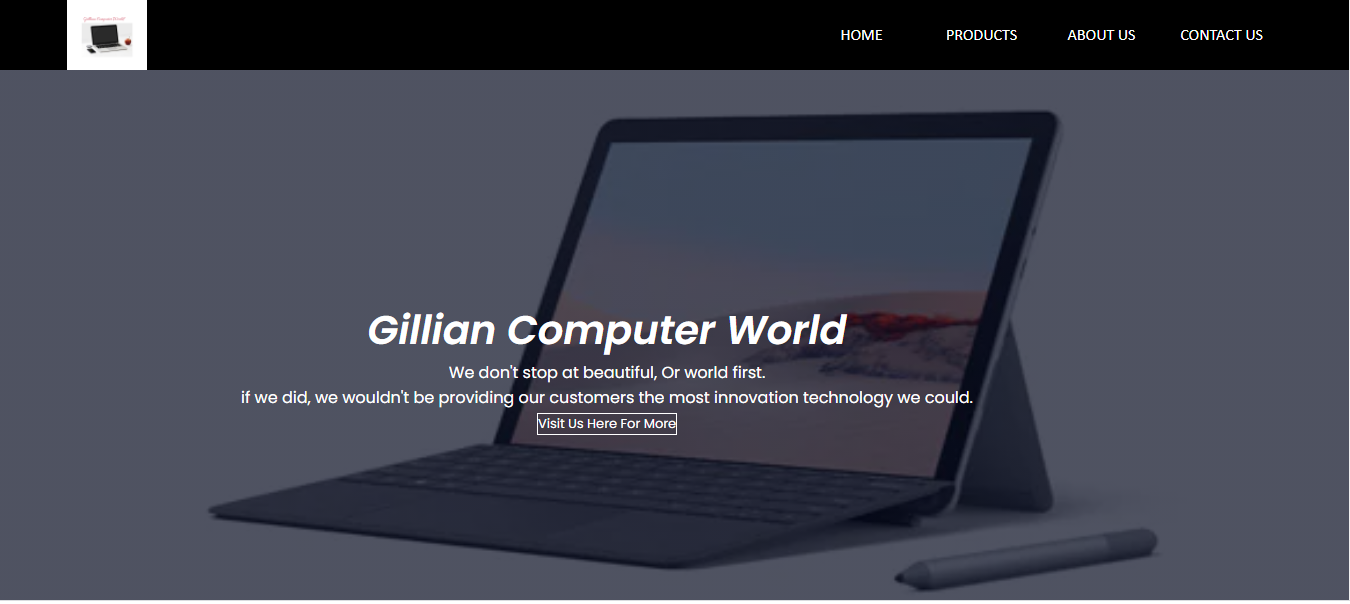 Gillian Computer World
HOME PRODUCTS ABOUT US CONTACT US
Gillian Computer World
We don't stop at beautiful, Or world first.
if we did, we wouldn't be providing our customers the most innovation technology we could.
Visit Us Here For More